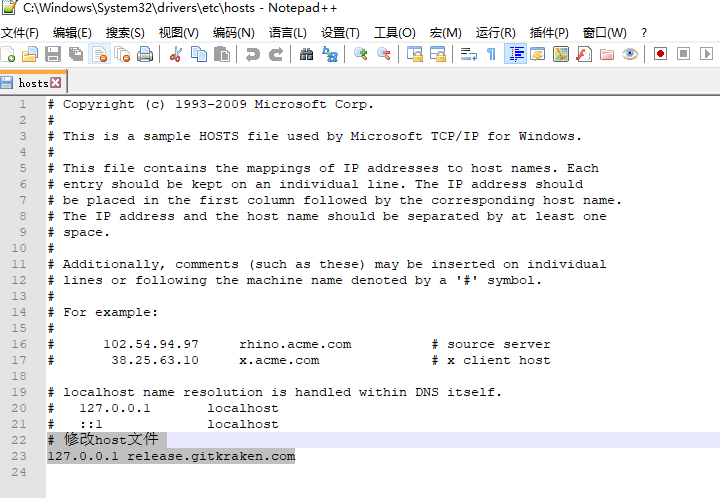 C:\Windows\System32\drivers\etc\hosts - Notepad++
文件(F) 编辑(E) 搜索(S) 视图(V) 编码(N) 语言(L) 设置(T) 工具(O) 宏(M) 运行(R) 插件(P) 窗口(W) ?
hosts
1 # Copyright (c) 1993-2009 Microsoft Corp.
2 #
3 # This is a sample HOSTS file used by Microsoft TCP/IP for Windows.
4 #
5 # This file contains the mappings of IP addresses to host names. Each
6 # entry should be kept on an individual line. The IP address should
7 # be placed in the first column followed by the corresponding host name.
8 # The IP address and the host name should be separated by at least one
9 # space.
10 #
11 # Additionally, comments (such as these) may be inserted on individual
12 # lines or following the machine name denoted by a '#' symbol.
13 #
14 # For example:
15 #
16 # 102.54.94.97 rhino.acme.com # source server
17 # 38.25.63.10 x.acme.com # x client host
18
19 # localhost name resolution is handled within DNS itself.
20 # 127.0.0.1 localhost
21 # ::1 localhost
22 # 修改host文件
23 127.0.0.1 release.gitkraken.com
24